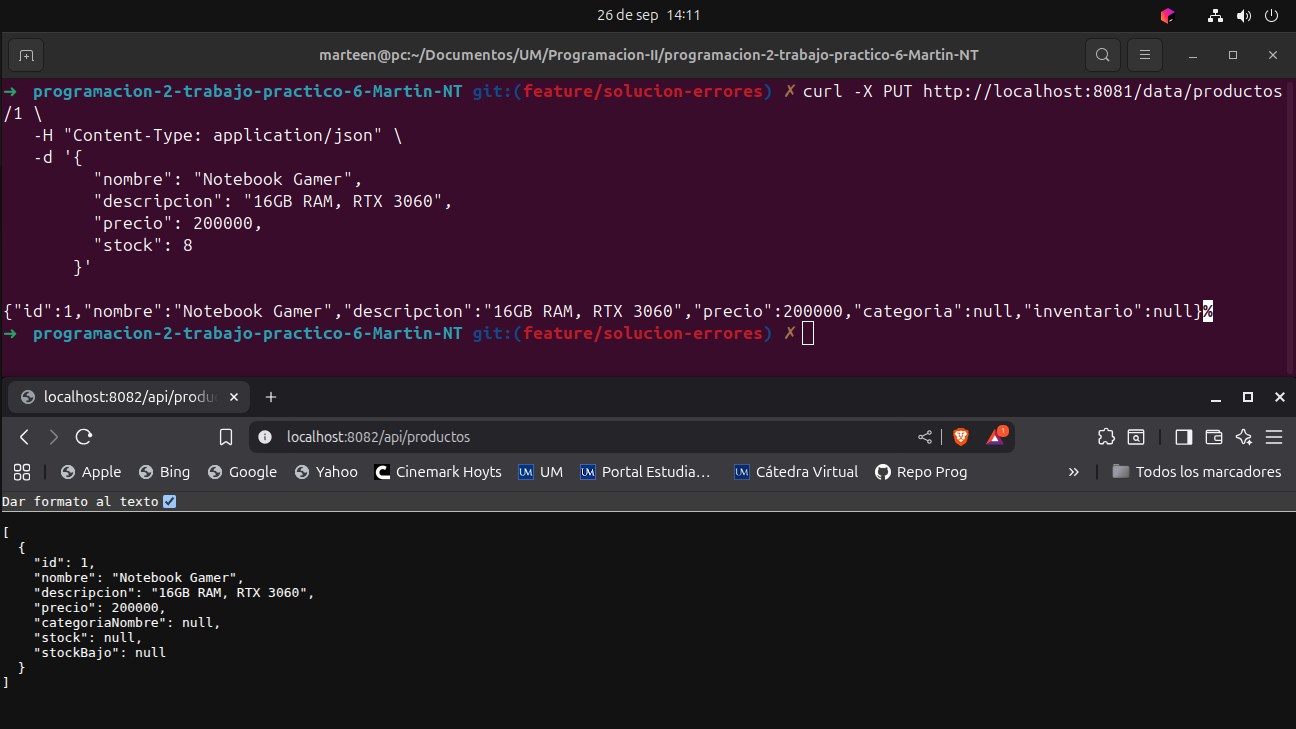 26 de sep 14:11
marteen@pc:~/Documentos/UM/Programacion-II/programacion-2-trabajo-practico-6-Martin-NT
➜ programacion-2-trabajo-practico-6-Martin-NT git:(feature/solucion-errores) ✗ curl -X PUT http://localhost:8081/data/productos
/1 \
-H "Content-Type: application/json" \
-d '{
"nombre": "Notebook Gamer",
"descripcion": "16GB RAM, RTX 3060",
"precio": 200000,
"stock": 8
}'
{"id":1,"nombre":"Notebook Gamer","descripcion":"16GB RAM, RTX 3060","precio":200000,"categoria":null,"inventario":null}%
➜ programacion-2-trabajo-practico-6-Martin-NT git:(feature/solucion-errores) ✗
localhost:8082/api/produ
localhost:8082/api/productos
1
Apple Bing Google Yahoo Cinemark Hoyts UM UM UM Portal Estudia… UM Cátedra Virtual Repo Prog » Todos los marcadores
Dar formato al texto
[
{
"id": 1,
"nombre": "Notebook Gamer",
"descripcion": "16GB RAM, RTX 3060",
"precio": 200000,
"categoriaNombre": null,
"stock": null,
"stockBajo": null
}
]